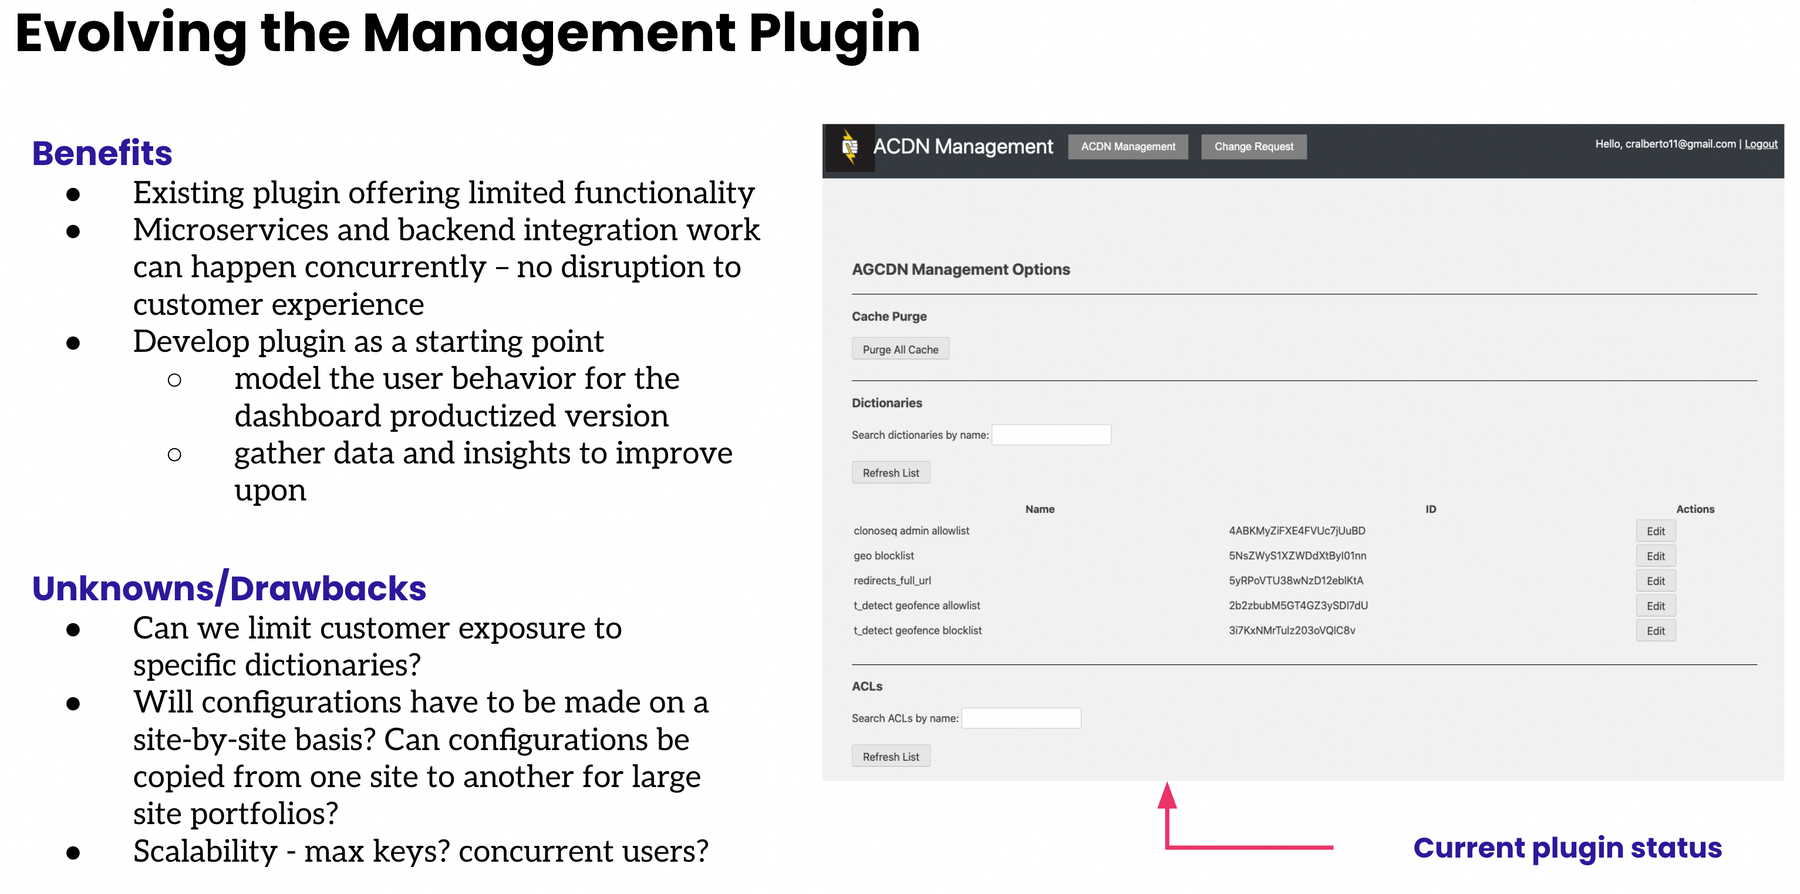 Evolving the Management Plugin
Benefits
● Existing plugin offering limited functionality
● Microservices and backend integration work
can happen concurrently – no disruption to
customer experience
● Develop plugin as a starting point
○ model the user behavior for the
dashboard productized version
○ gather data and insights to improve
upon
Unknowns/Drawbacks
● Can we limit customer exposure to
specific dictionaries?
● Will configurations have to be made on a
site-by-site basis? Can configurations be
copied from one site to another for large
site portfolios?
● Scalability - max keys? concurrent users?
ACDN Management ACDN Management Change Request Hello, cralberto11@gmail.com | Logout
AGCDN Management Options
Cache Purge
Purge All Cache
Dictionaries
Search dictionaries by name:
Refresh List
Name ID Actions
clonoseq admin allowlist 4ABKMyZiFXE4FVUc7jUuBD Edit
geo blocklist 5NsZWyS1XZWDdXtByI01nn Edit
redirects_full_url 5yRPoVTU38wNzD12eblKtA Edit
t_detect geofence allowlist 2b2zbubM5GT4GZ3ySDI7dU Edit
t_detect geofence blocklist 3i7KxNMrTulz203oVQlC8v Edit
ACLs
Search ACLs by name:
Refresh List
Current plugin status